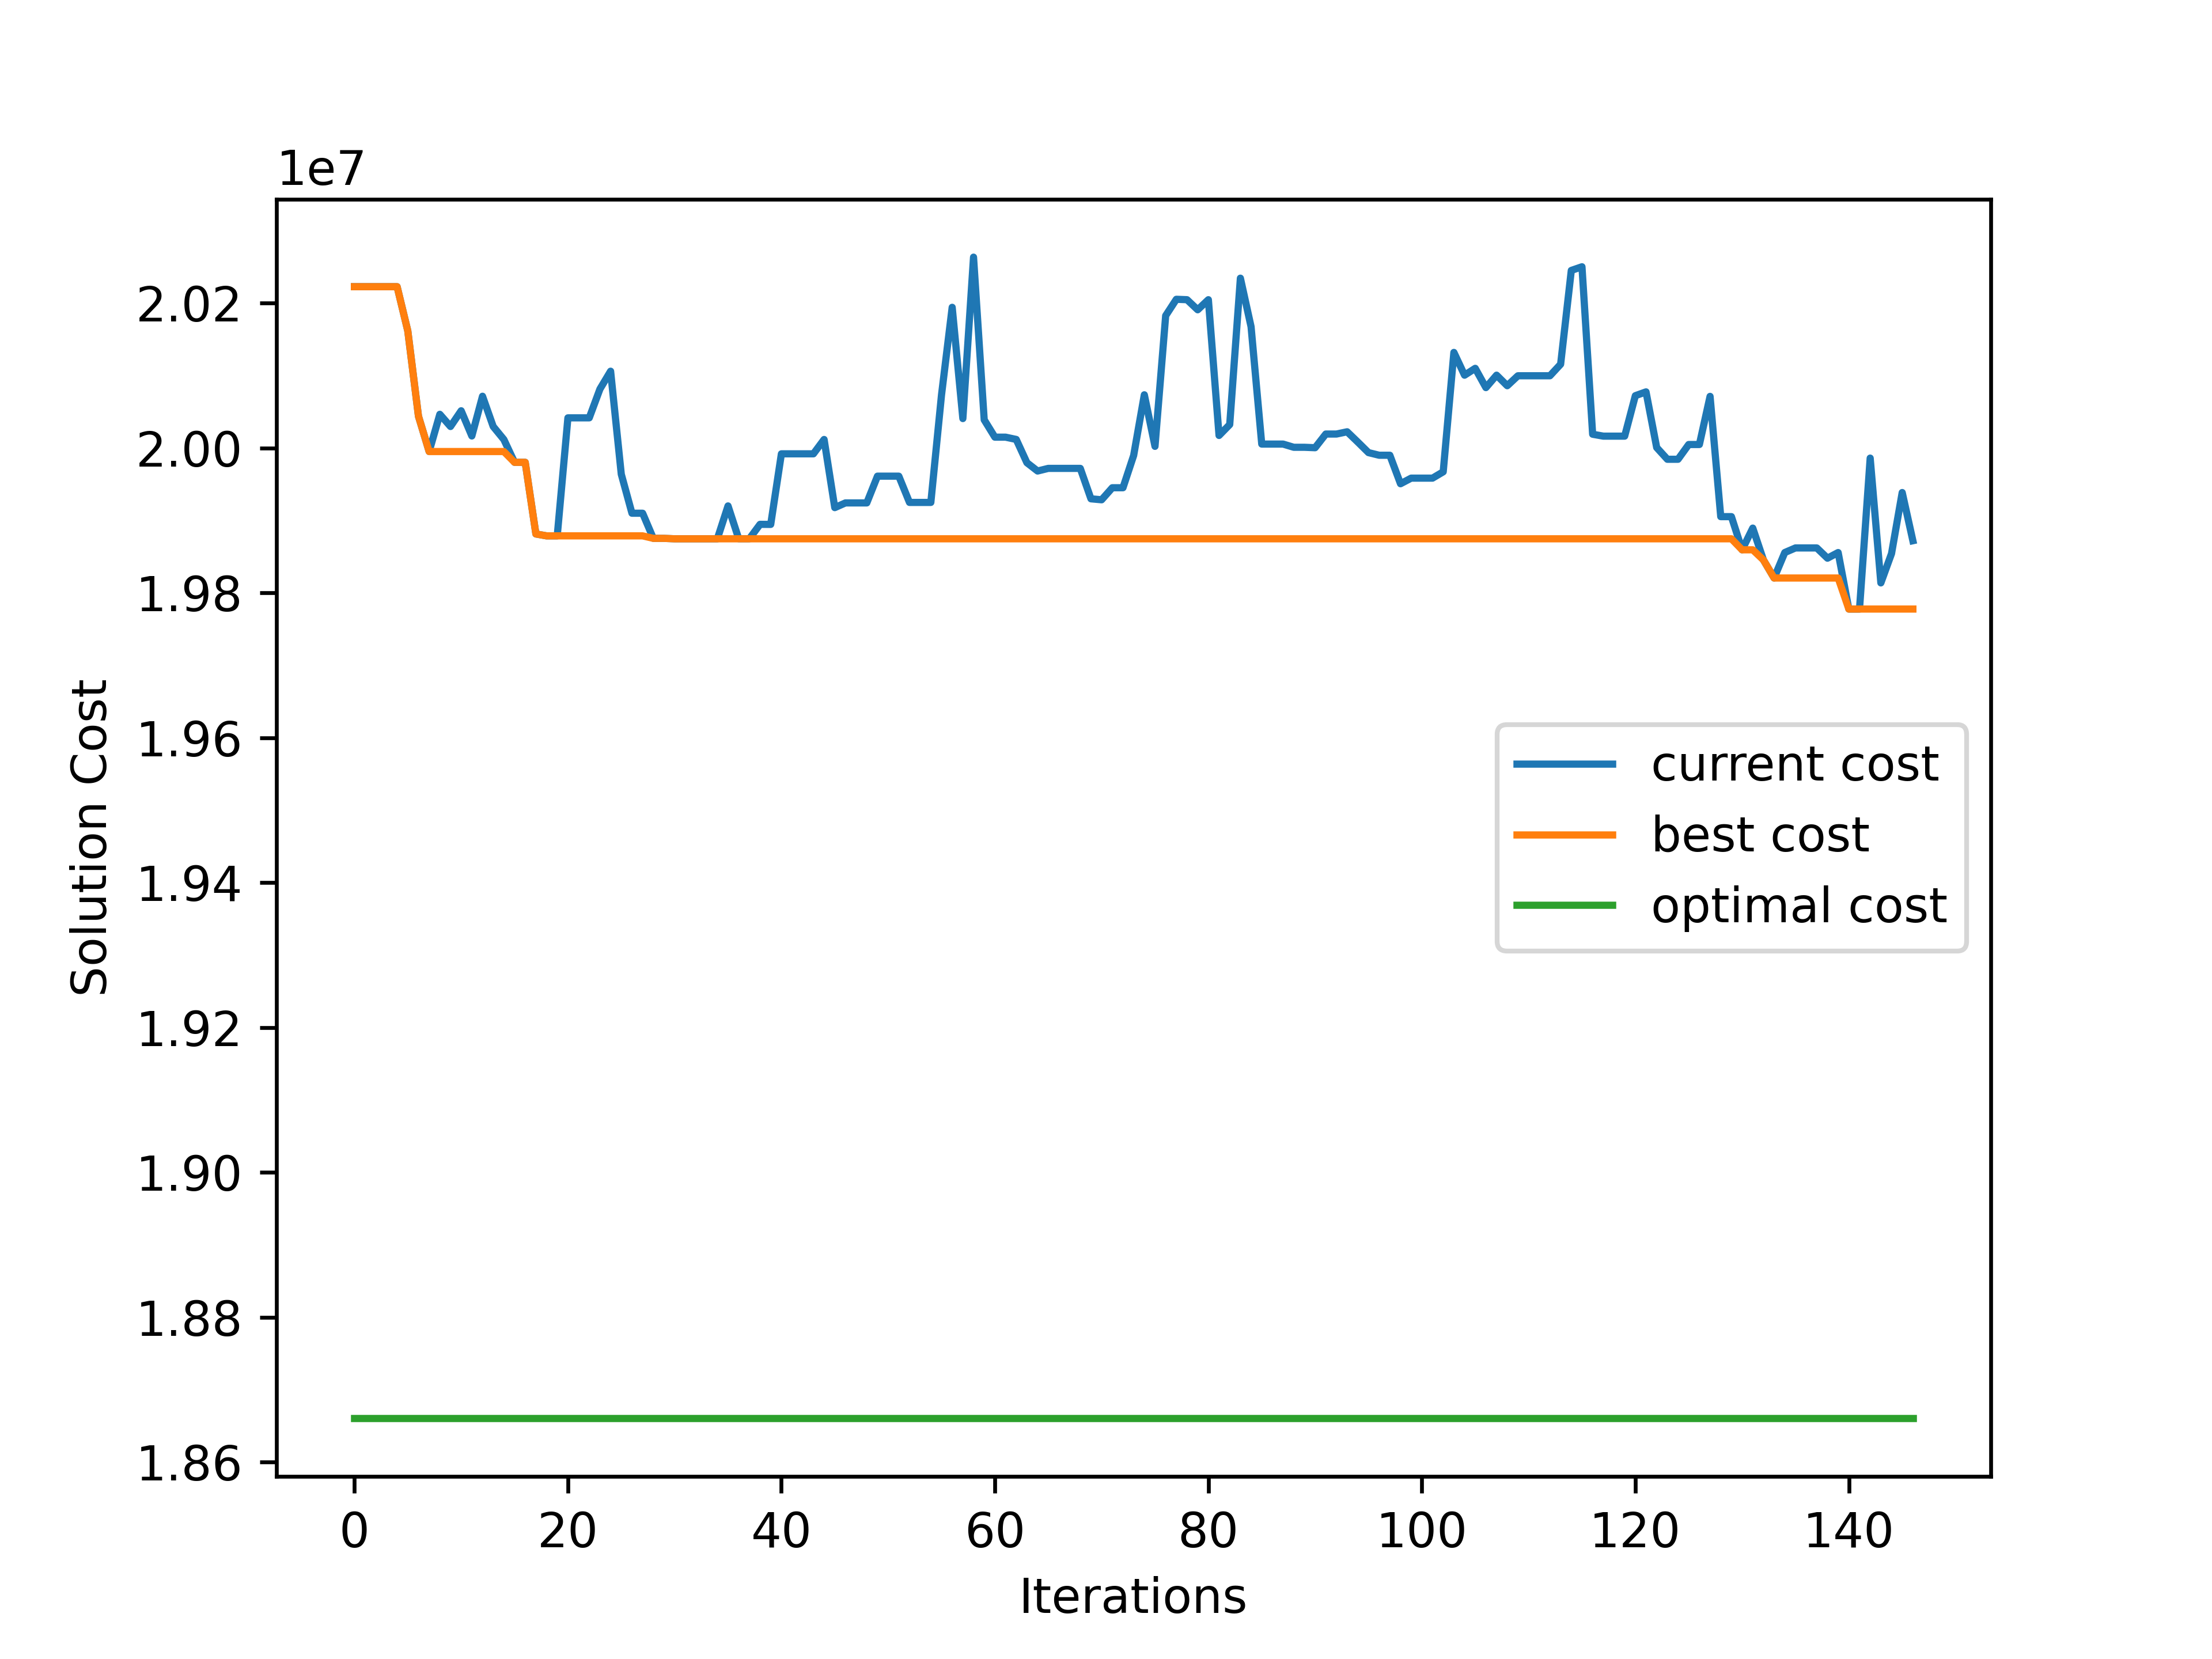 1e7
2.02
2.00
1.98
1.96
1.94
1.92
1.90
1.88
1.86
Solution Cost
current cost
best cost
optimal cost
0 20 40 60 80 100 120 140
Iterations